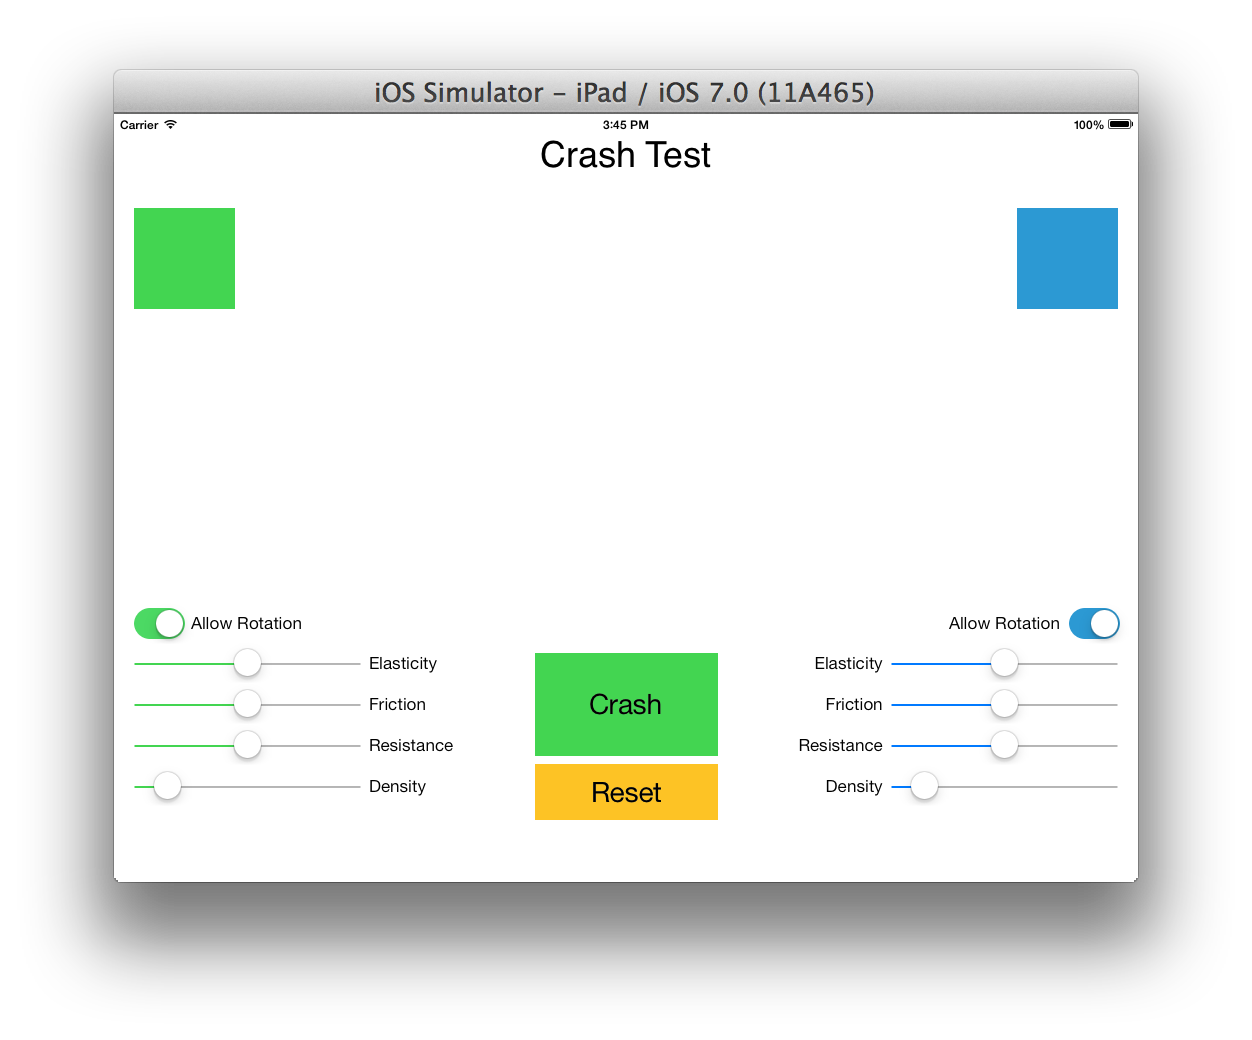 iOS Simulator – iPad / iOS 7.0 (11A465)
Carrier 3:45 PM 100%
Crash Test
Allow Rotation Allow Rotation
Elasticity Elasticity
Friction Crash Friction
Resistance Resistance
Density Reset Density